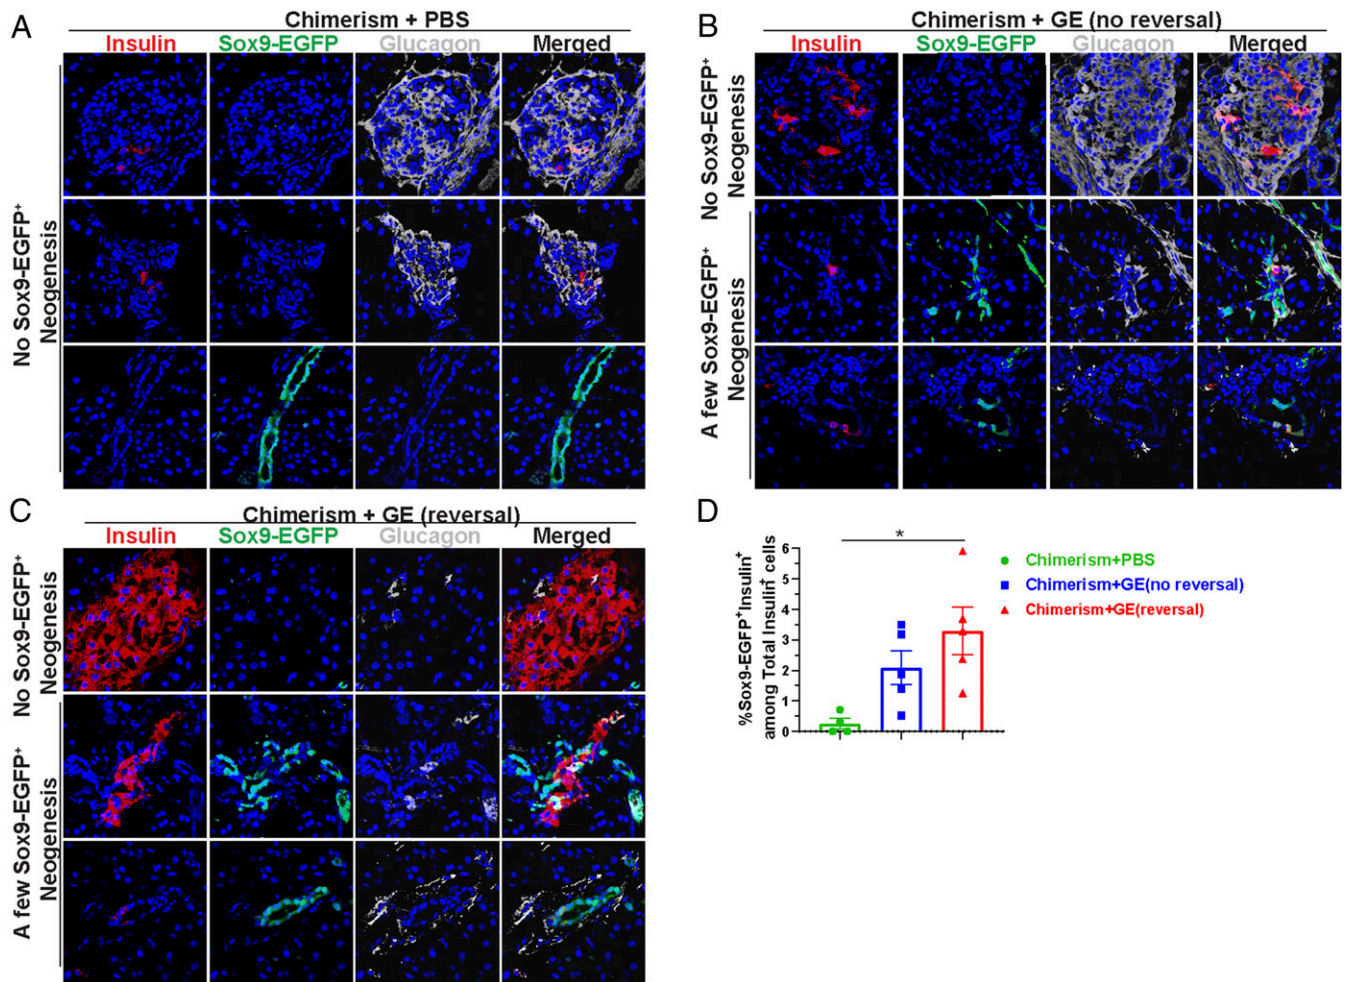 A
Chimerism + PBS
Insulin Sox9-EGFP Glucagon Merged
No Sox9-EGFP⁺
Neogenesis
B
Chimerism + GE (no reversal)
Insulin Sox9-EGFP Glucagon Merged
No Sox9-EGFP⁺
Neogenesis
A few Sox9-EGFP⁺
Neogenesis
C
Chimerism + GE (reversal)
Insulin Sox9-EGFP Glucagon Merged
No Sox9-EGFP⁺
Neogenesis
A few Sox9-EGFP⁺
Neogenesis
D
%Sox9-EGFP⁺Insulin⁺
among Total Insulin⁺ cells
6
5
4
3
2
1
0
*
Chimerism+PBS
Chimerism+GE(no reversal)
Chimerism+GE(reversal)